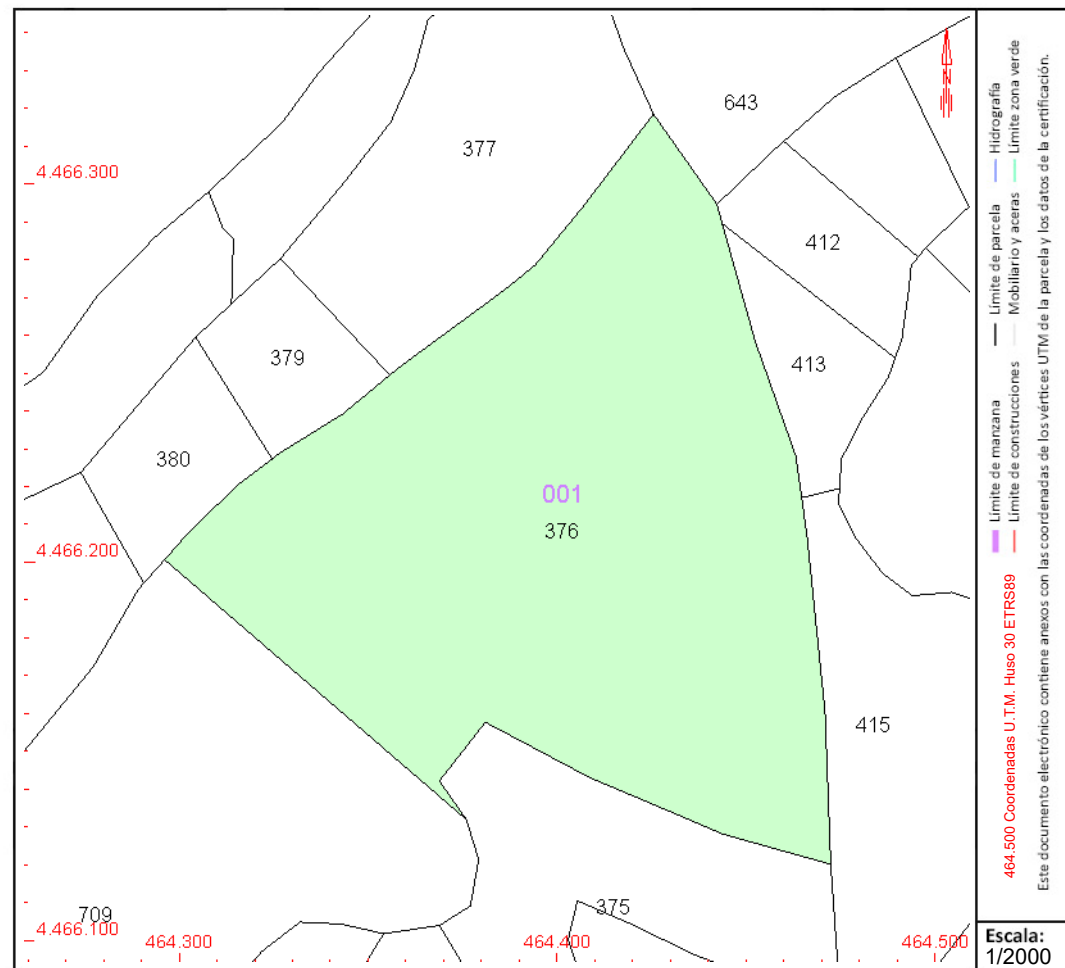 643
377
4.466.300
412
379
413
380
001
376
4.466.200
415
709
375
4.466.100
464.300
464.400
464.500
N
Límite de manzana
Límite de parcela
Hidrografía
Límite de construcciones
Mobiliario y aceras
Límite zona verde
464.500 Coordenadas U.T.M. Huso 30 ETRS89
Este documento electrónico contiene anexos con las coordenadas de los vértices UTM de la parcela y los datos de la certificación.
Escala:
1/2000